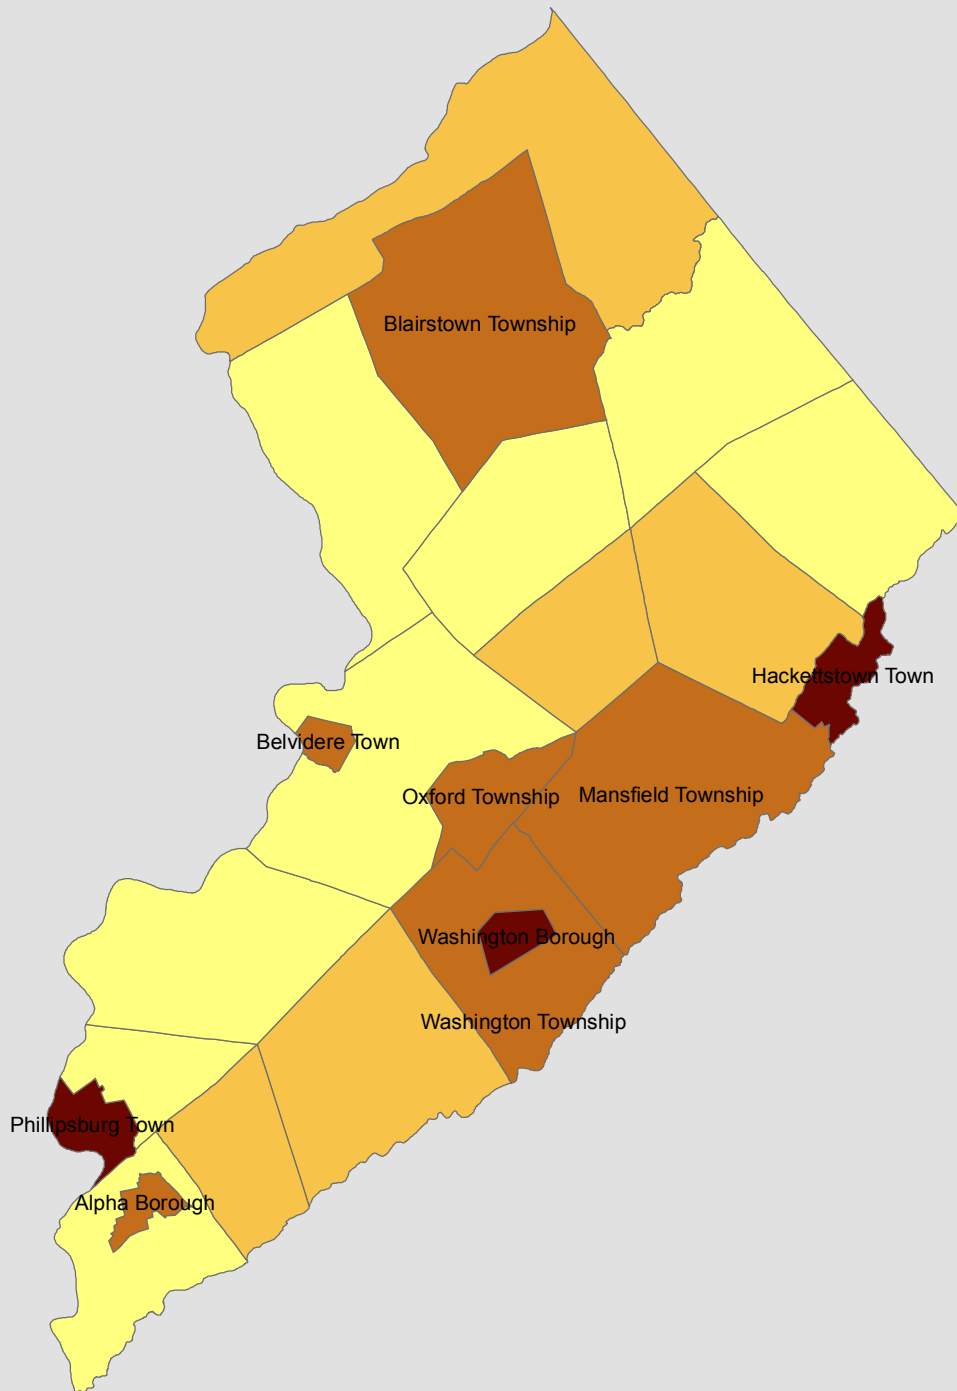 Blairstown Township
Hackettstown Town
Belvidere Town
Oxford Township
Mansfield Township
Washington Borough
Washington Township
Phillipsburg Town
Alpha Borough